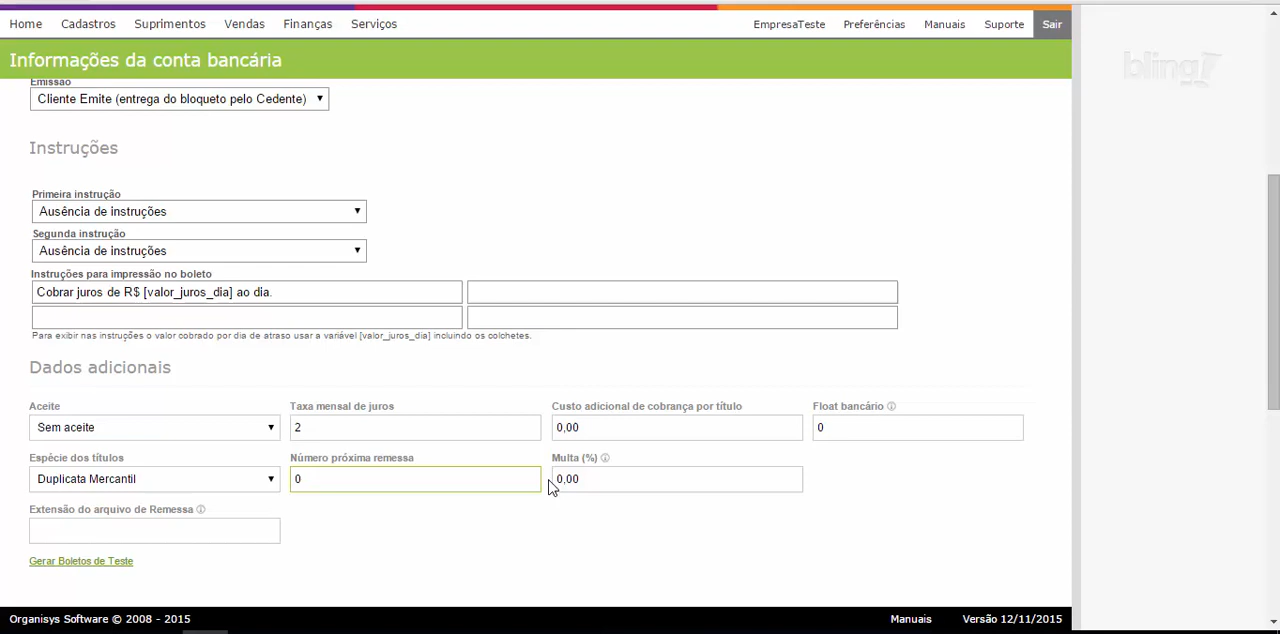 Home Cadastros Suprimentos Vendas Finanças Serviços EmpresaTeste Preferências Manuais Suporte Sair
Informações da conta bancária
bling
Emissão
Cliente Emite (entrega do bloqueto pelo Cedente)
Instruções
Primeira instrução
Ausência de instruções
Segunda instrução
Ausência de instruções
Instruções para impressão no boleto
Cobrar juros de R$ [valor_juros_dia] ao dia.
Para exibir nas instruções o valor cobrado por dia de atraso usar a variável [valor_juros_dia] incluindo os colchetes.
Dados adicionais
Aceite Taxa mensal de juros Custo adicional de cobrança por título Float bancário
Sem aceite 2 0,00 0
Espécie dos títulos Número próxima remessa Multa (%)
Duplicata Mercantil 0 0,00
Extensão do arquivo de Remessa
Gerar Boletos de Teste
Organisys Software © 2008 - 2015 Manuais Versão 12/11/2015